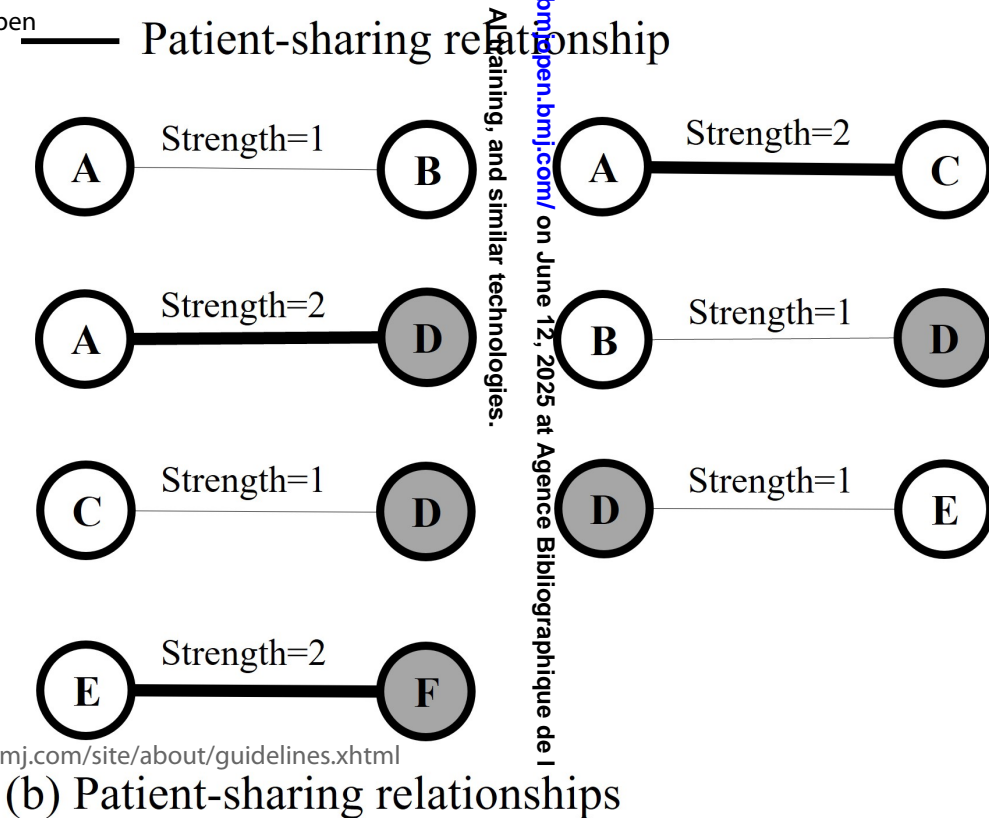 pen
Patient-sharing relationship
A Strength=1 B
A Strength=2 C
A Strength=2 D
B Strength=1 D
C Strength=1 D
D Strength=1 E
E Strength=2 F
mj.com/site/about/guidelines.xhtml
(b) Patient-sharing relationships
AI training, and similar technologies.
bmjopen.bmj.com/ on June 12, 2025 at Agence Bibliographique de l